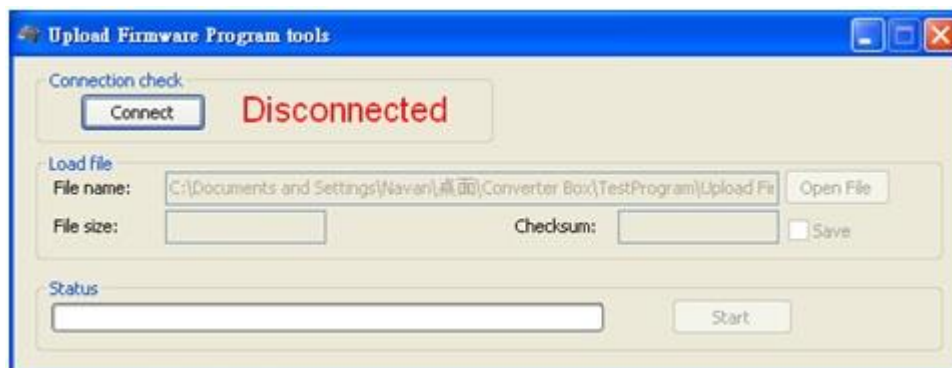 Upload Firmware Program tools
Connection check
Connect Disconnected
Load file
File name: C:\Documents and Settings\Navan\桌面\Converter Box\TestProgram\Upload Fir Open File
File size: Checksum: Save
Status
Start